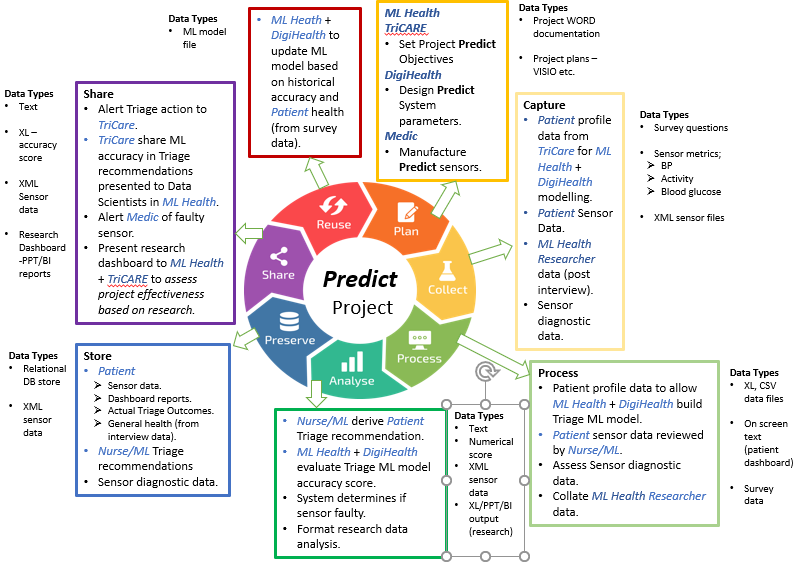 Data Types
• ML model
file
• ML Heath +
DigiHealth to
update ML
model based
on historical
accuracy and
Patient health
(from survey
data).
ML Health
TriCARE
• Set Project Predict
Objectives
DigiHealth
• Design Predict
System
parameters.
Medic
• Manufacture
Predict sensors.
Data Types
• Project WORD
documentation
• Project plans –
VISIO etc.
Data Types
• Text
• XL –
accuracy
score
• XML
Sensor
data
• Research
Dashboard
-PPT/BI
reports
Share
• Alert Triage action to
TriCare.
• TriCare share ML
accuracy in Triage
recommendations
presented to Data
Scientists in ML Health.
• Alert Medic of faulty
sensor.
• Present research
dashboard to ML Health
+ TriCARE to assess
project effectiveness
based on research.
Capture
• Patient profile
data from
TriCare for ML
Health +
DigiHealth
modelling.
• Patient Sensor
Data.
• ML Health
Researcher
data (post
interview).
• Sensor
diagnostic
data.
Data Types
• Survey questions
• Sensor metrics;
➢ BP
➢ Activity
➢ Blood glucose
• XML sensor files
Reuse
Plan
Share
Collect
Preserve
Process
Analyse
Predict
Project
Data Types
• Relational
DB store
• XML
sensor
data
Store
• Patient
➢ Sensor data.
➢ Dashboard reports.
➢ Actual Triage Outcomes.
➢ General health (from
interview data).
• Nurse/ML Triage
recommendations
• Sensor diagnostic data.
• Nurse/ML derive Patient
Triage recommendation.
• ML Health + DigiHealth
evaluate Triage ML model
accuracy score.
• System determines if
sensor faulty.
• Format research data
analysis.
Data Types
• Text
• Numerical
score
• XML
sensor
data
• XL/PPT/BI
output
(research)
Process
• Patient profile data to allow
ML Health + DigiHealth build
Triage ML model.
• Patient sensor data reviewed
by Nurse/ML.
• Assess Sensor diagnostic
data.
• Collate ML Health Researcher
data.
Data Types
• XL, CSV
data files
• On screen
text
(patient
dashboard)
• Survey
data